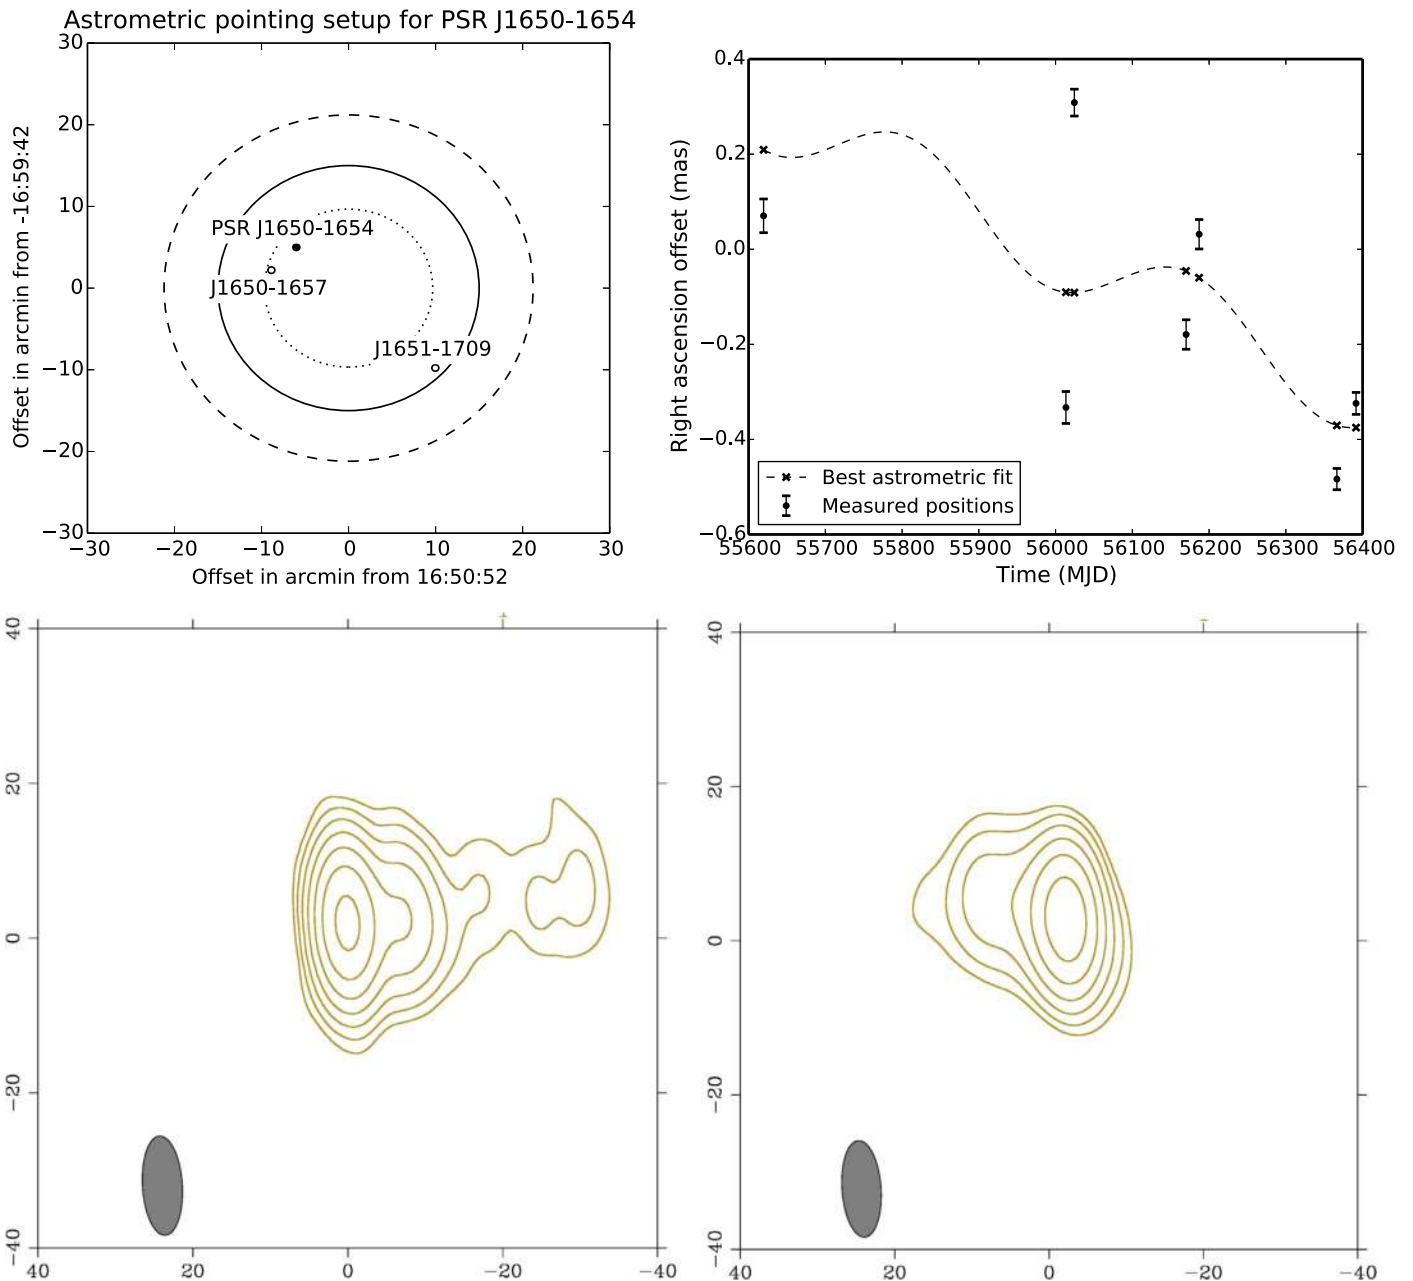 Astrometric pointing setup for PSR J1650-1654
30
20
10
0
−10
−20
−30
−30 −20 −10 0 10 20 30
Offset in arcmin from -16:59:42
Offset in arcmin from 16:50:52
PSR J1650-1654
J1650-1657
J1651-1709
0.4
0.2
0.0
−0.2
−0.4
−0.6
55600 55700 55800 55900 56000 56100 56200 56300 56400
Right ascension offset (mas)
Time (MJD)
Best astrometric fit
Measured positions
40
20
0
−20
−40
40 20 0 −20 −40
40
20
0
−20
−40
40 20 0 −20 −40